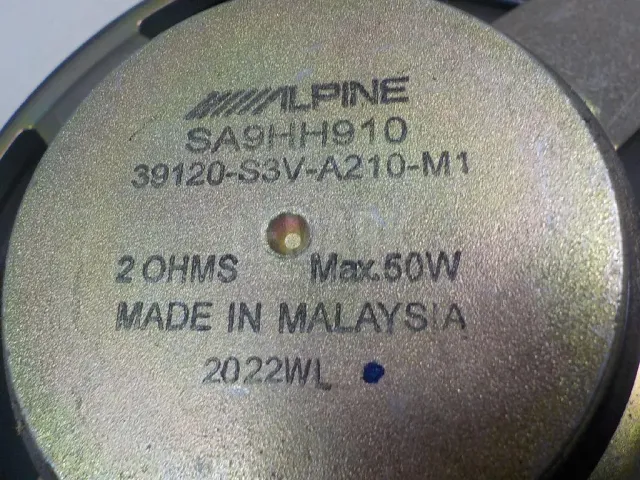 ALPINE
SA9HH910
39120-S3V-A210-M1
2 OHMS Max.50W
MADE IN MALAYSIA
2022WL